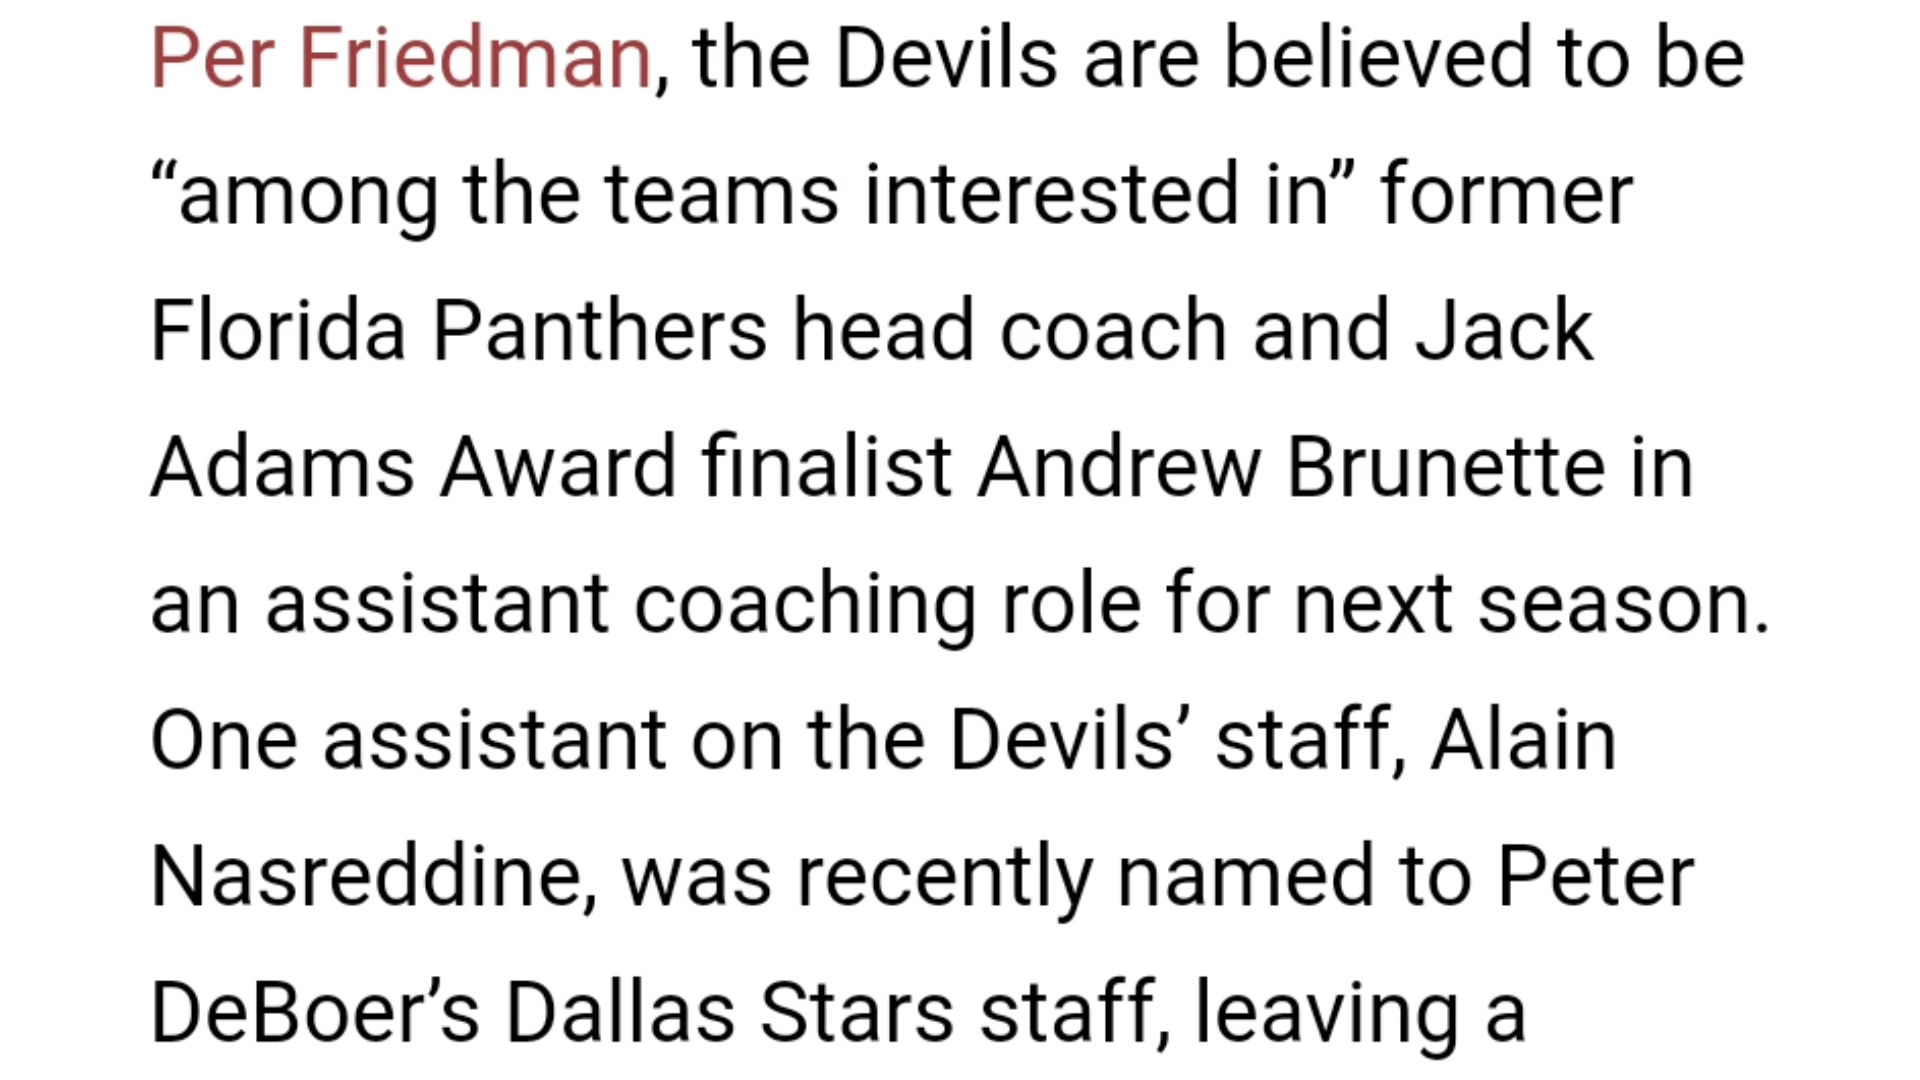 Per Friedman, the Devils are believed to be
“among the teams interested in” former
Florida Panthers head coach and Jack
Adams Award finalist Andrew Brunette in
an assistant coaching role for next season.
One assistant on the Devils’ staff, Alain
Nasreddine, was recently named to Peter
DeBoer’s Dallas Stars staff, leaving a